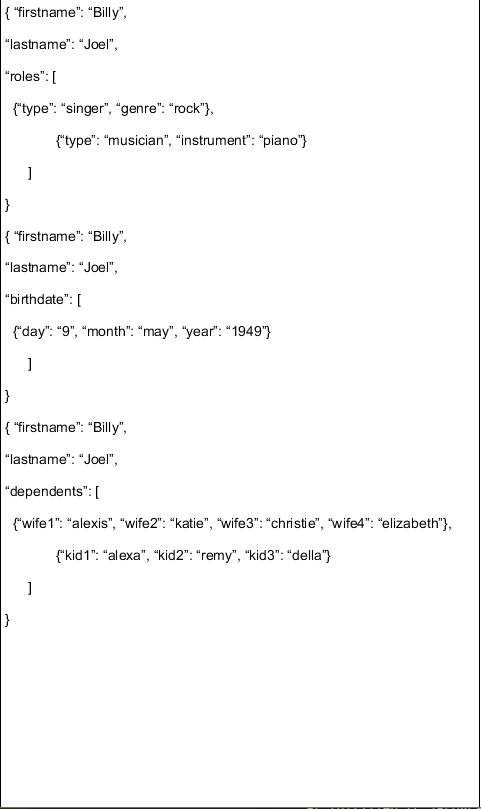 { “firstname”: “Billy”,
“lastname”: “Joel”,
“roles”: [
{“type”: “singer”, “genre”: “rock”},
{“type”: “musician”, “instrument”: “piano”}
]
}
{ “firstname”: “Billy”,
“lastname”: “Joel”,
“birthdate”: [
{“day”: “9”, “month”: “may”, “year”: “1949”}
]
}
{ “firstname”: “Billy”,
“lastname”: “Joel”,
“dependents”: [
{“wife1”: “alexis”, “wife2”: “katie”, “wife3”: “christie”, “wife4”: “elizabeth”},
{“kid1”: “alexa”, “kid2”: “remy”, “kid3”: “della”}
]
}